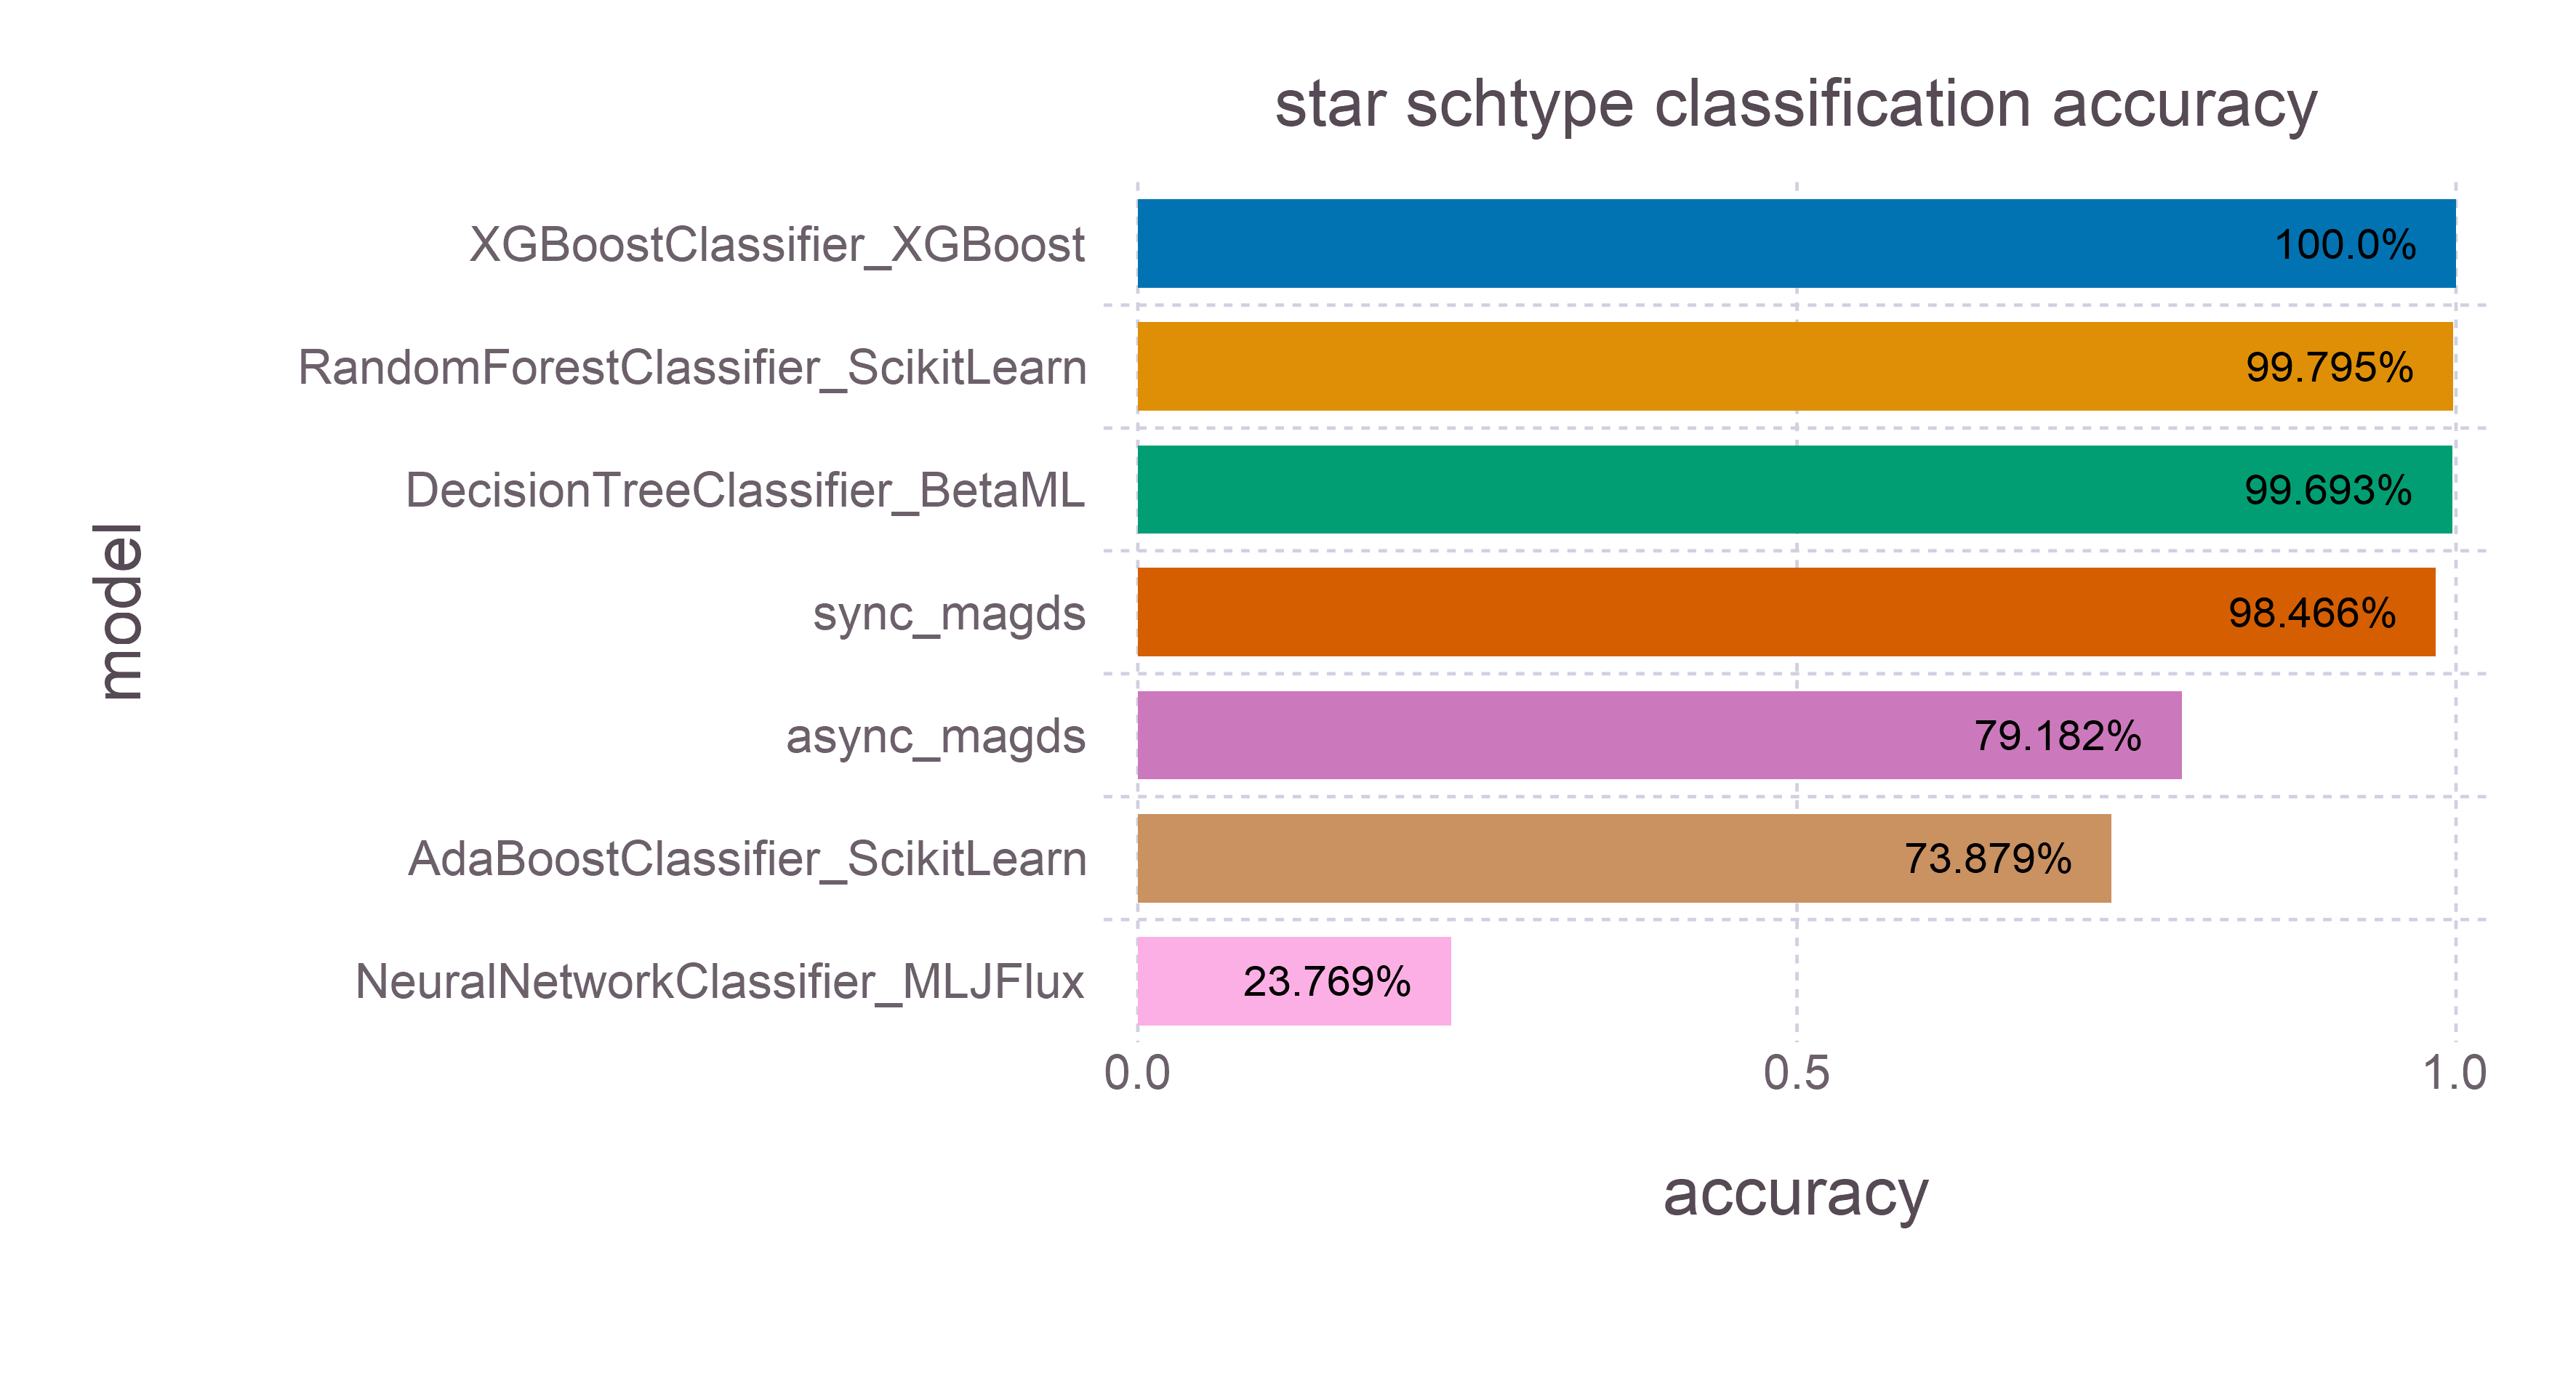 star schtype classification accuracy
XGBoostClassifier_XGBoost
100.0%
RandomForestClassifier_ScikitLearn
99.795%
DecisionTreeClassifier_BetaML
99.693%
model
sync_magds
98.466%
async_magds
79.182%
AdaBoostClassifier_ScikitLearn
73.879%
NeuralNetworkClassifier_MLJFlux
23.769%
0.0
0.5
1.0
accuracy